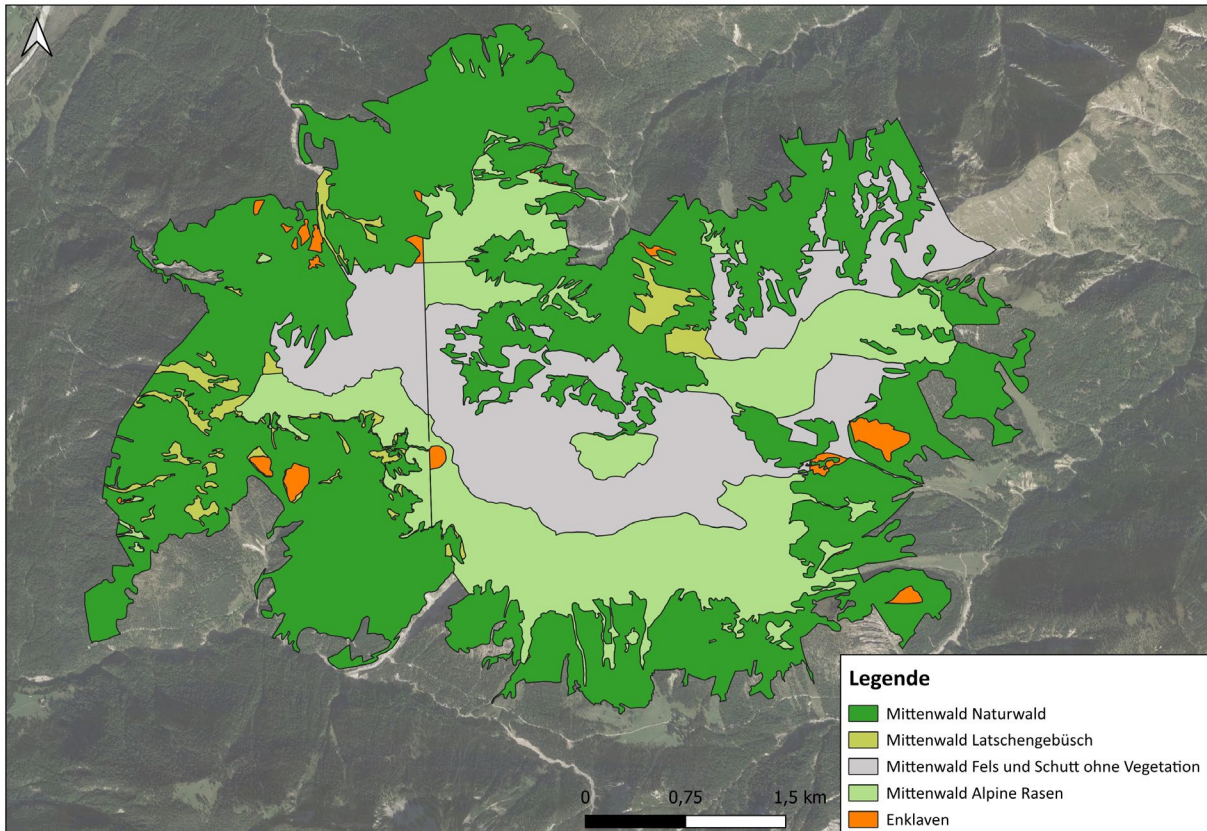 0 0,75 1,5 km
Legende
Mittenwald Naturwald
Mittenwald Latschengebüsch
Mittenwald Fels und Schutt ohne Vegetation
Mittenwald Alpine Rasen
Enklaven